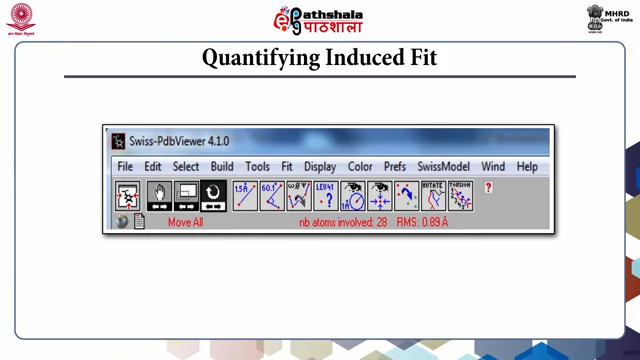 Pathshala
पाठशाला
MHRD
Govt. of India
Quantifying Induced Fit
Swiss-PdbViewer 4.1.0
File Edit Select Build Tools Fit Display Color Prefs SwissModel Wind Help
1.5Å 60.1° ω φ ψ LEU41 ? 1Å MUTATE TORSION ?
Move All nb atoms involved: 28 RMS: 0.89 Å